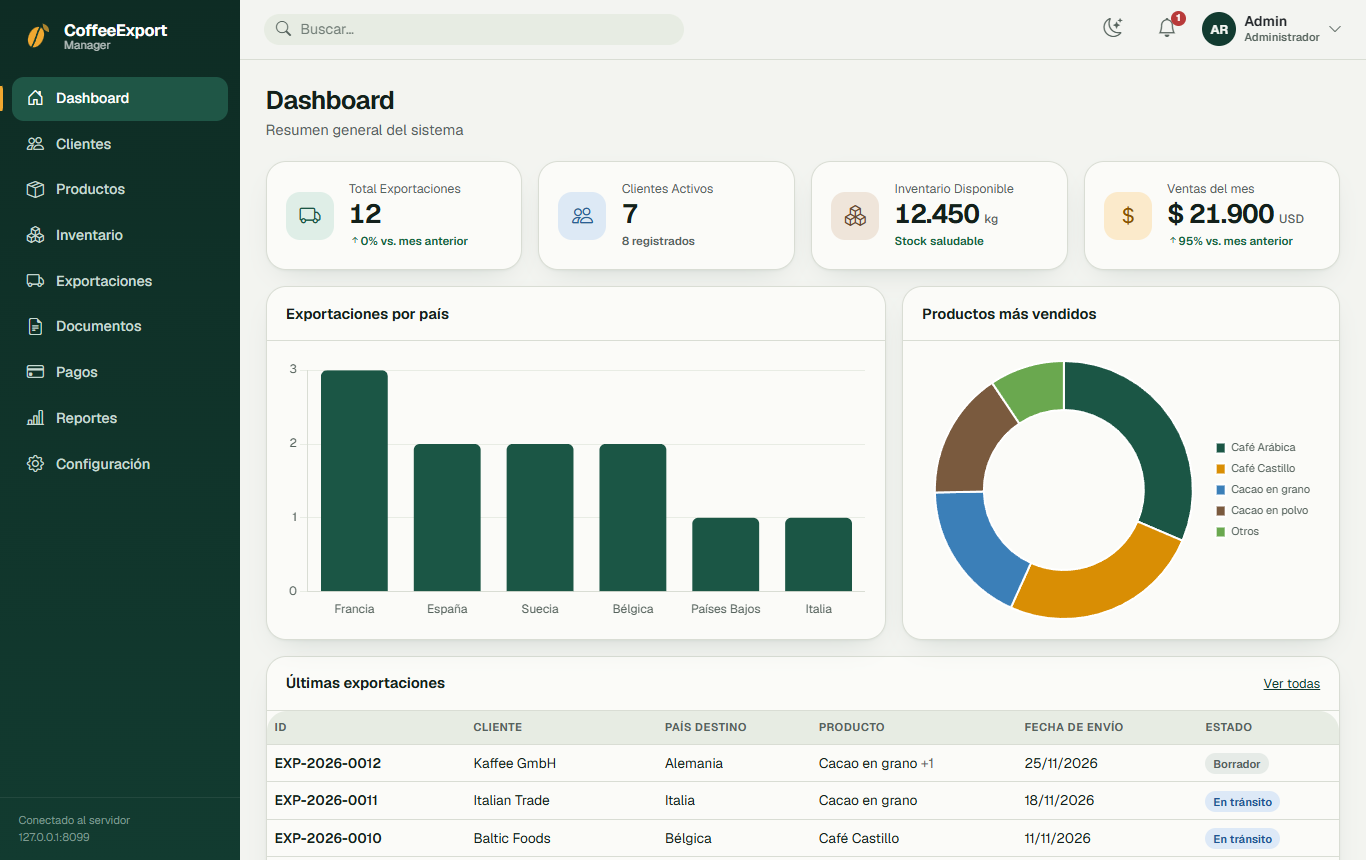 CoffeeExport
Manager
Buscar...
1
AR
Admin
Administrador
Dashboard
Clientes
Productos
Inventario
Exportaciones
Documentos
Pagos
Reportes
Configuración
Conectado al servidor
127.0.0.1:8099
Dashboard
Resumen general del sistema
Total Exportaciones
12
↑ 0% vs. mes anterior
Clientes Activos
7
8 registrados
Inventario Disponible
12.450 kg
Stock saludable
$
Ventas del mes
$ 21.900 USD
↑ 95% vs. mes anterior
Exportaciones por país
3
2
1
0
Francia España Suecia Bélgica Países Bajos Italia
Productos más vendidos
Café Arábica
Café Castillo
Cacao en grano
Cacao en polvo
Otros
Últimas exportaciones
Ver todas
ID CLIENTE PAÍS DESTINO PRODUCTO FECHA DE ENVÍO ESTADO
EXP-2026-0012 Kaffee GmbH Alemania Cacao en grano +1 25/11/2026 Borrador
EXP-2026-0011 Italian Trade Italia Cacao en grano 18/11/2026 En tránsito
EXP-2026-0010 Baltic Foods Bélgica Café Castillo 11/11/2026 En tránsito